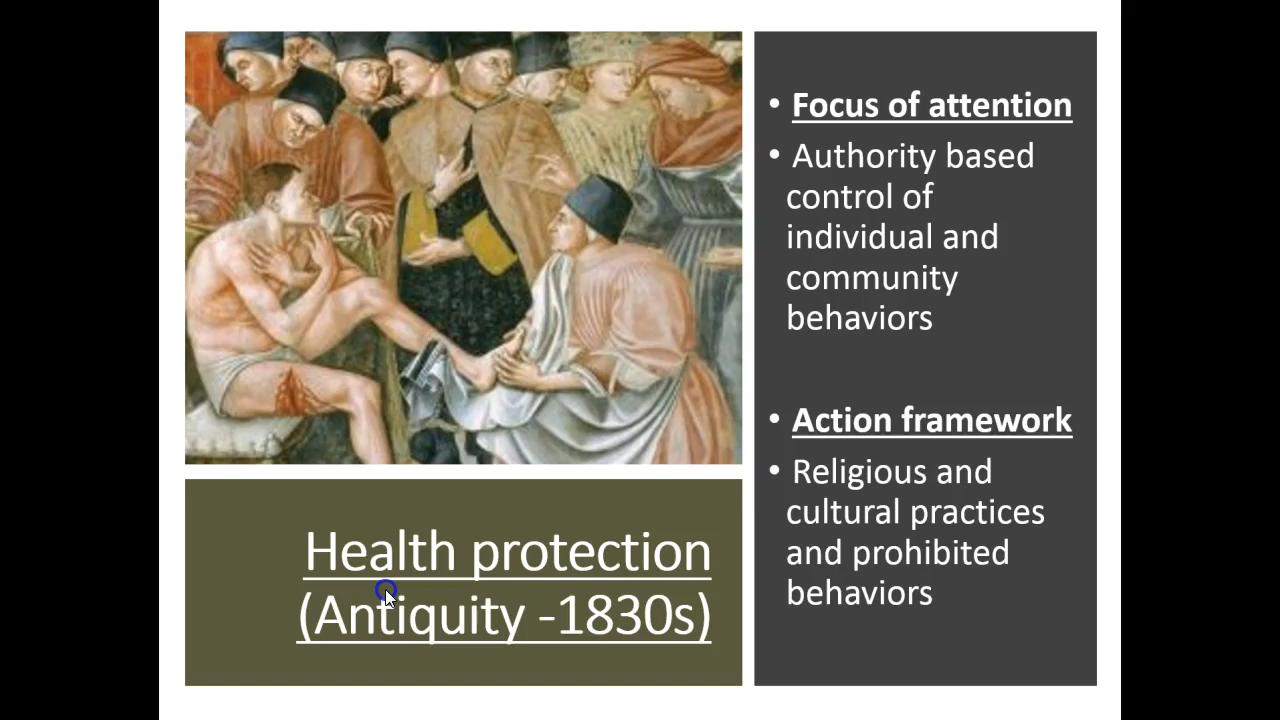 Health protection
(Antiquity -1830s)
• Focus of attention
• Authority based
control of
individual and
community
behaviors
• Action framework
• Religious and
cultural practices
and prohibited
behaviors